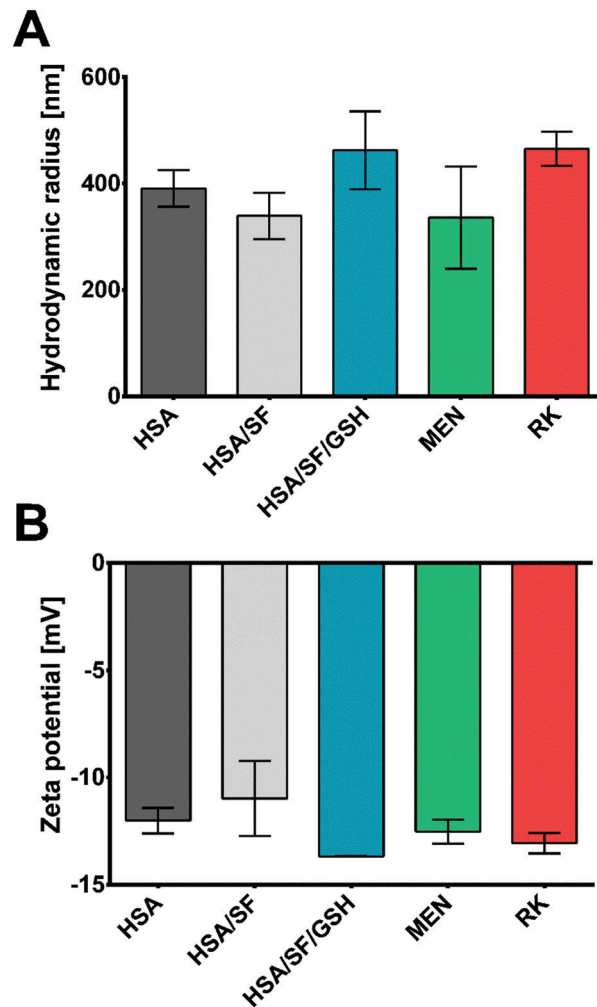 A
Hydrodynamic radius [nm]
600
400
200
0
HSA
HSA/SF
HSA/SF/GSH
MEN
RK
B
Zeta potential [mV]
0
-5
-10
-15
HSA
HSA/SF
HSA/SF/GSH
MEN
RK